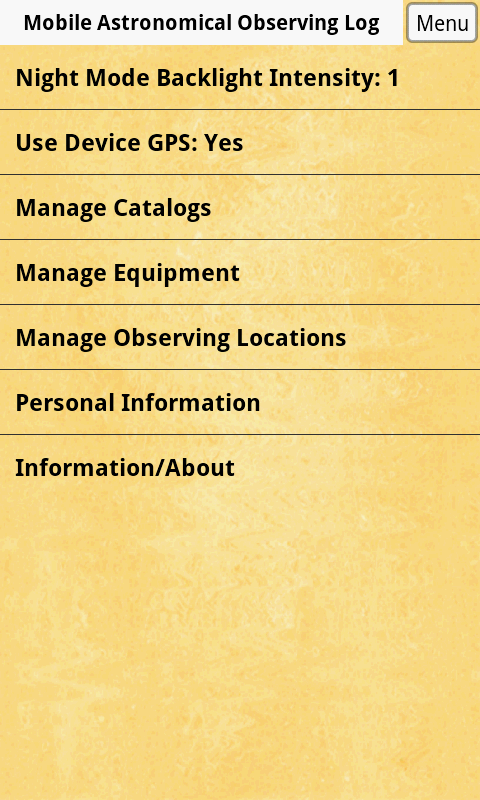 Mobile Astronomical Observing Log
Menu
Night Mode Backlight Intensity: 1
Use Device GPS: Yes
Manage Catalogs
Manage Equipment
Manage Observing Locations
Personal Information
Information/About